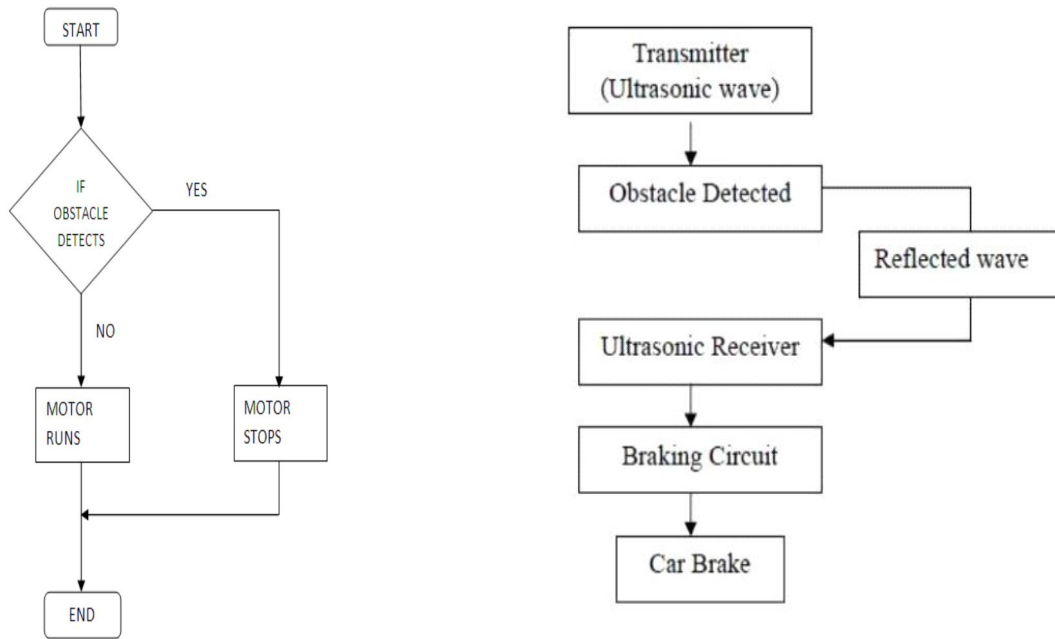 START
IF
OBSTACLE
DETECTS
YES
NO
MOTOR
RUNS
MOTOR
STOPS
END
Transmitter
(Ultrasonic wave)
Obstacle Detected
Reflected wave
Ultrasonic Receiver
Braking Circuit
Car Brake